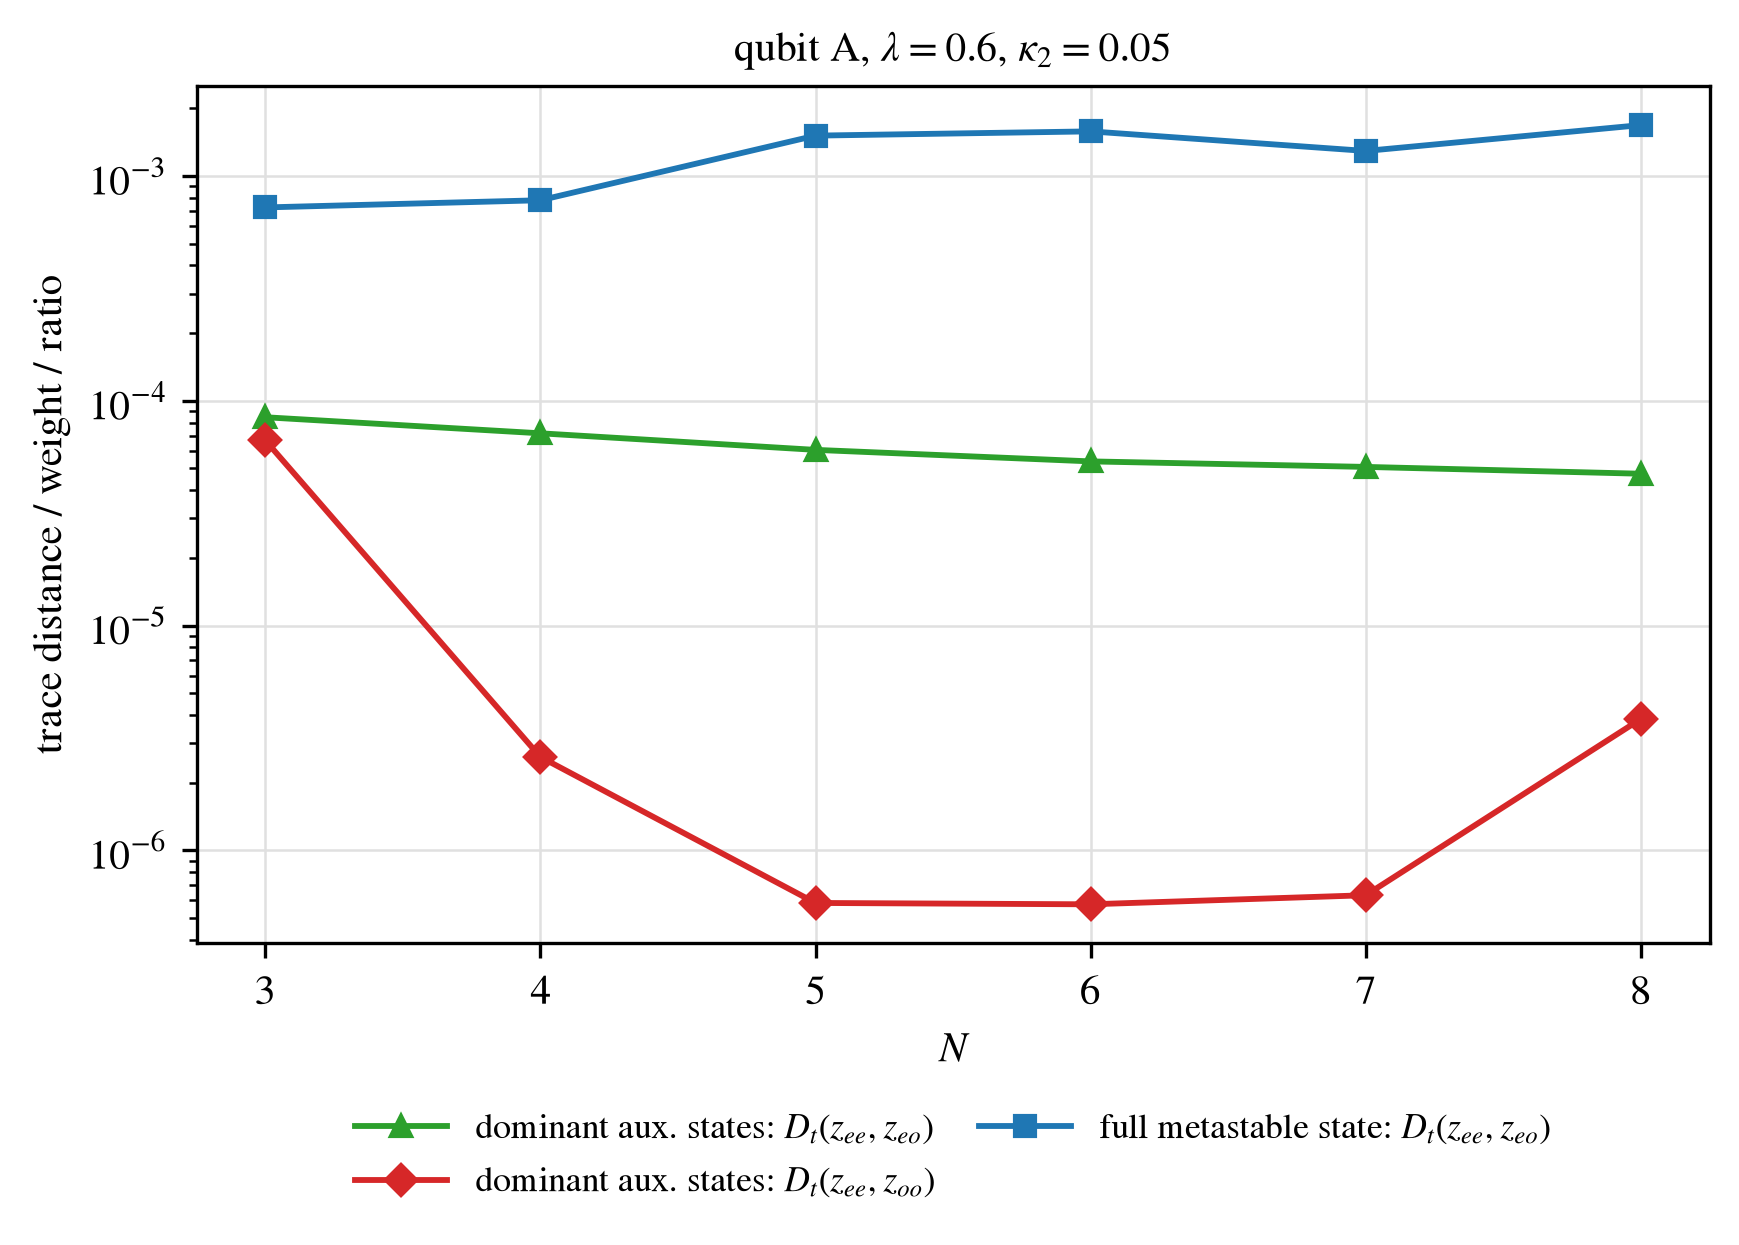 qubit A, λ = 0.6, κ₂ = 0.05
trace distance / weight / ratio
10⁻³
10⁻⁴
10⁻⁵
10⁻⁶
3 4 5 6 7 8
N
dominant aux. states: Dₜ(zₑₑ, zₑₒ)
full metastable state: Dₜ(zₑₑ, zₑₒ)
dominant aux. states: Dₜ(zₑₑ, zₒₒ)